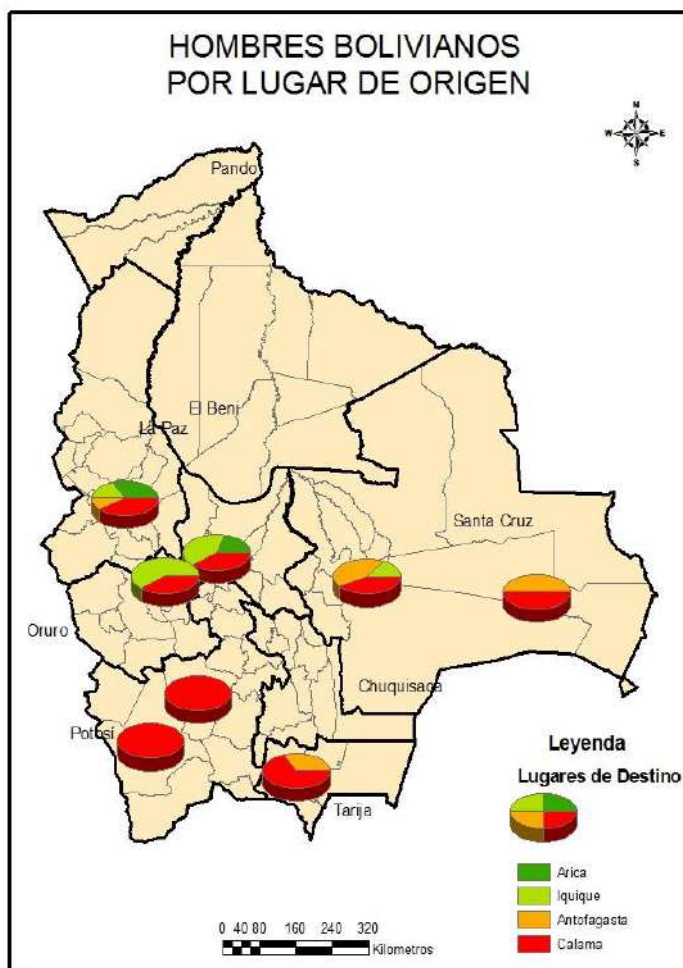 HOMBRES BOLIVIANOS
POR LUGAR DE ORIGEN
N
W E
S
Pando
El Beni
La Paz
Santa Cruz
Oruro
Chuquisaca
Potosí
Tarija
Leyenda
Lugares de Destino
Arica
Iquique
Antofagasta
Calama
0 40 80 160 240 320
Kilometros